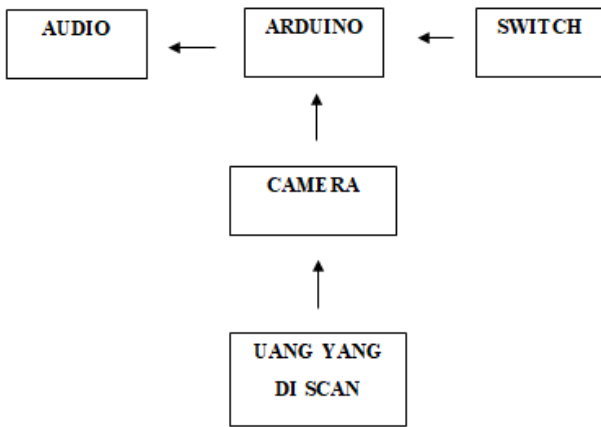 AUDIO
ARDUINO
SWITCH
CAMERA
UANG YANG
DI SCAN